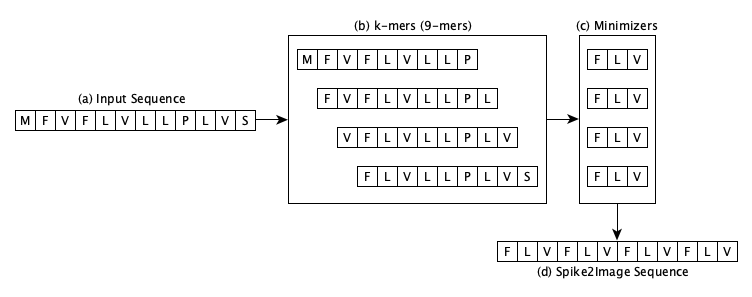 (b) k-mers (9-mers)
(c) Minimizers
M F V F L V L L P
F L V
(a) Input Sequence
F V F L V L L P L
F L V
M F V F L V L L P L V S
V F L V L L P L V
F L V
F L V L L P L V S
F L V
F L V F L V F L V F L V
(d) Spike2Image Sequence